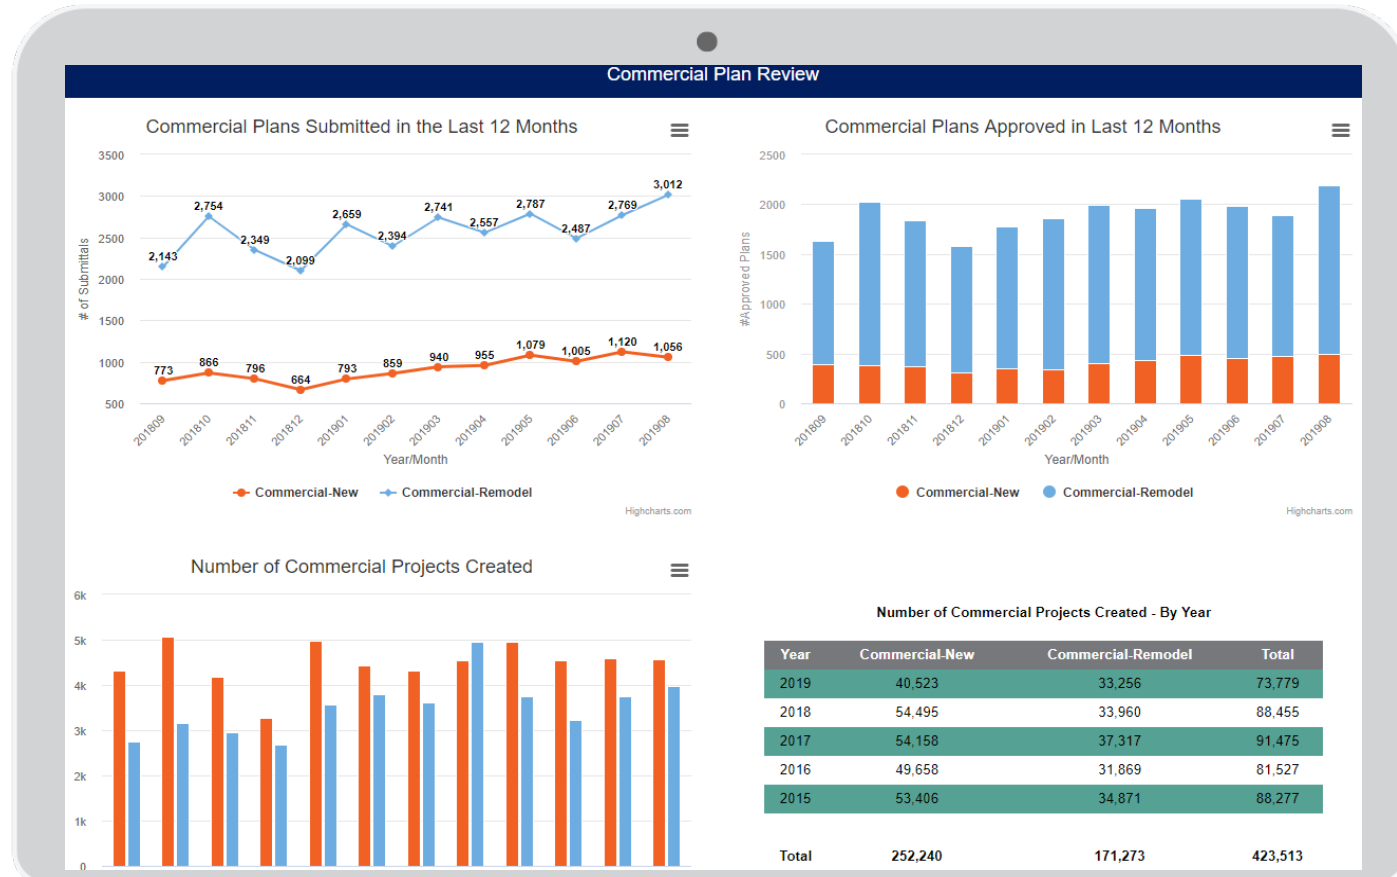 Commercial Plan Review
Commercial Plans Submitted in the Last 12 Months
3500
3000
2500
2000
1500
1000
500
# of Submittals
2,143
2,754
2,349
2,099
2,659
2,394
2,741
2,557
2,787
2,487
2,769
3,012
773
866
796
664
793
859
940
955
1,079
1,005
1,120
1,056
201809
201810
201811
201812
201901
201902
201903
201904
201905
201906
201907
201908
Year/Month
Commercial-New
Commercial-Remodel
Highcharts.com
Commercial Plans Approved in Last 12 Months
2500
2000
1500
1000
500
0
#Approved Plans
201809
201810
201811
201812
201901
201902
201903
201904
201905
201906
201907
201908
Year/Month
Commercial-New
Commercial-Remodel
Highcharts.com
Number of Commercial Projects Created
6k
5k
4k
3k
2k
1k
0
Number of Commercial Projects Created - By Year
Year Commercial-New Commercial-Remodel Total
2019 40,523 33,256 73,779
2018 54,495 33,960 88,455
2017 54,158 37,317 91,475
2016 49,658 31,869 81,527
2015 53,406 34,871 88,277
Total 252,240 171,273 423,513